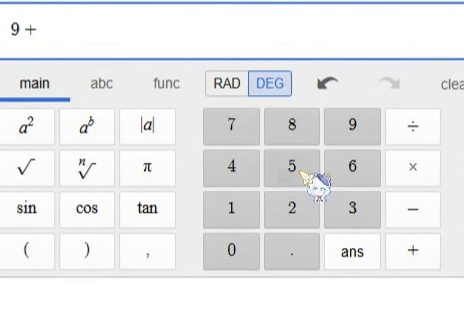 9 +
main abc func RAD DEG
a² aᵇ |a| 7 8 9 ÷
√ ⁿ√ π 4 5 6 ×
sin cos tan 1 2 3 −
( ) , 0 . ans +